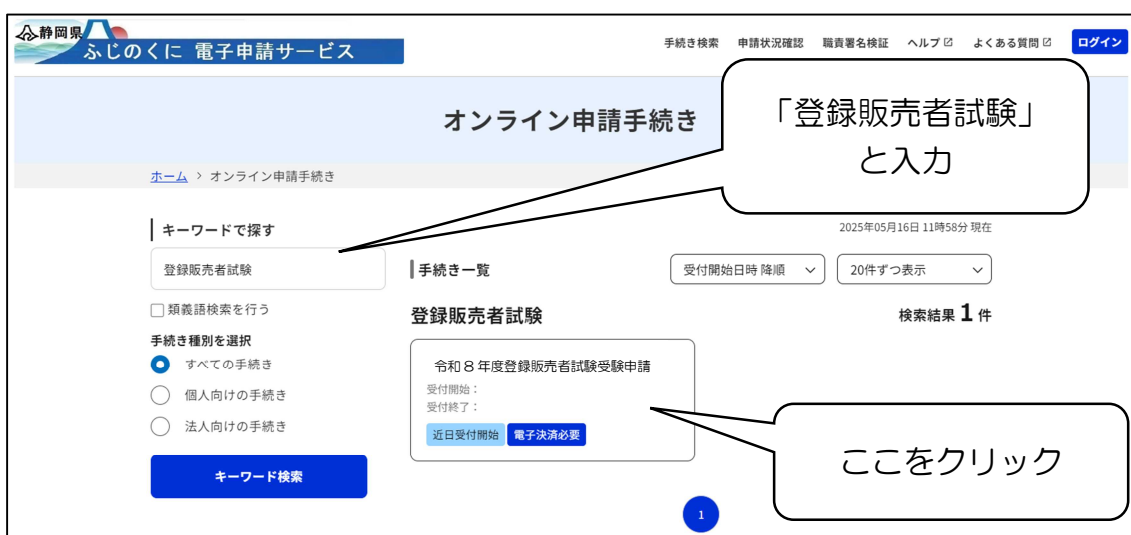 静岡県
ふじのくに 電子申請サービス
手続き検索 申請状況確認 職責署名検証 ヘルプ よくある質問 ログイン
オンライン申請手続き
「登録販売者試験」
と入力
ホーム > オンライン申請手続き
キーワードで探す
2025年05月16日 11時58分 現在
登録販売者試験
手続き一覧
受付開始日時 降順
20件ずつ表示
類義語検索を行う
登録販売者試験
検索結果 1 件
手続き種別を選択
すべての手続き
個人向けの手続き
法人向けの手続き
キーワード検索
令和8年度登録販売者試験受験申請
受付開始:
受付終了:
近日受付開始 電子決済必要
ここをクリック
1